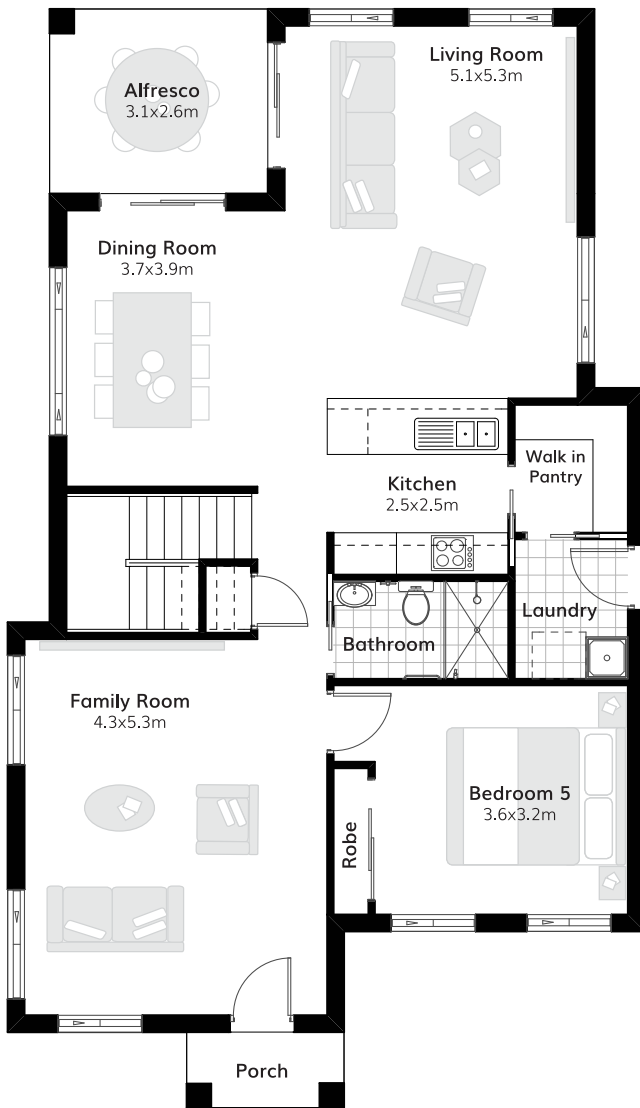 Living Room
5.1x5.3m
Alfresco
3.1x2.6m
Dining Room
3.7x3.9m
Walk in
Pantry
Kitchen
2.5x2.5m
Laundry
Bathroom
Family Room
4.3x5.3m
Bedroom 5
3.6x3.2m
Robe
Porch